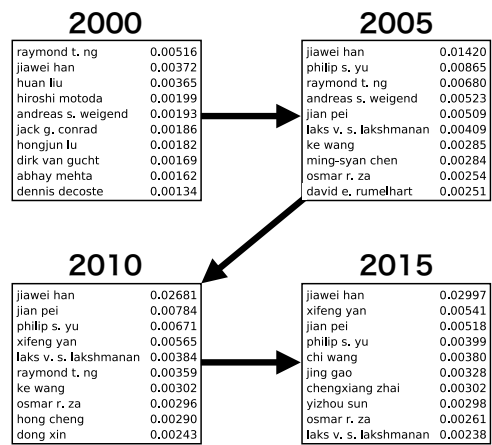 2000
raymond t. ng 0.00516
jiawei han 0.00372
huan liu 0.00365
hiroshi motoda 0.00199
andreas s. weigend 0.00193
jack g. conrad 0.00186
hongjun lu 0.00182
dirk van gucht 0.00169
abhay mehta 0.00162
dennis decoste 0.00134
2005
jiawei han 0.01420
philip s. yu 0.00865
raymond t. ng 0.00680
andreas s. weigend 0.00523
jian pei 0.00509
laks v. s. lakshmanan 0.00409
ke wang 0.00285
ming-syan chen 0.00284
osmar r. za 0.00254
david e. rumelhart 0.00251
2010
jiawei han 0.02681
jian pei 0.00784
philip s. yu 0.00671
xifeng yan 0.00565
laks v. s. lakshmanan 0.00384
raymond t. ng 0.00359
ke wang 0.00302
osmar r. za 0.00296
hong cheng 0.00290
dong xin 0.00243
2015
jiawei han 0.02997
xifeng yan 0.00541
jian pei 0.00518
philip s. yu 0.00399
chi wang 0.00380
jing gao 0.00328
chengxiang zhai 0.00302
yizhou sun 0.00298
osmar r. za 0.00261
laks v. s. lakshmanan 0.00238